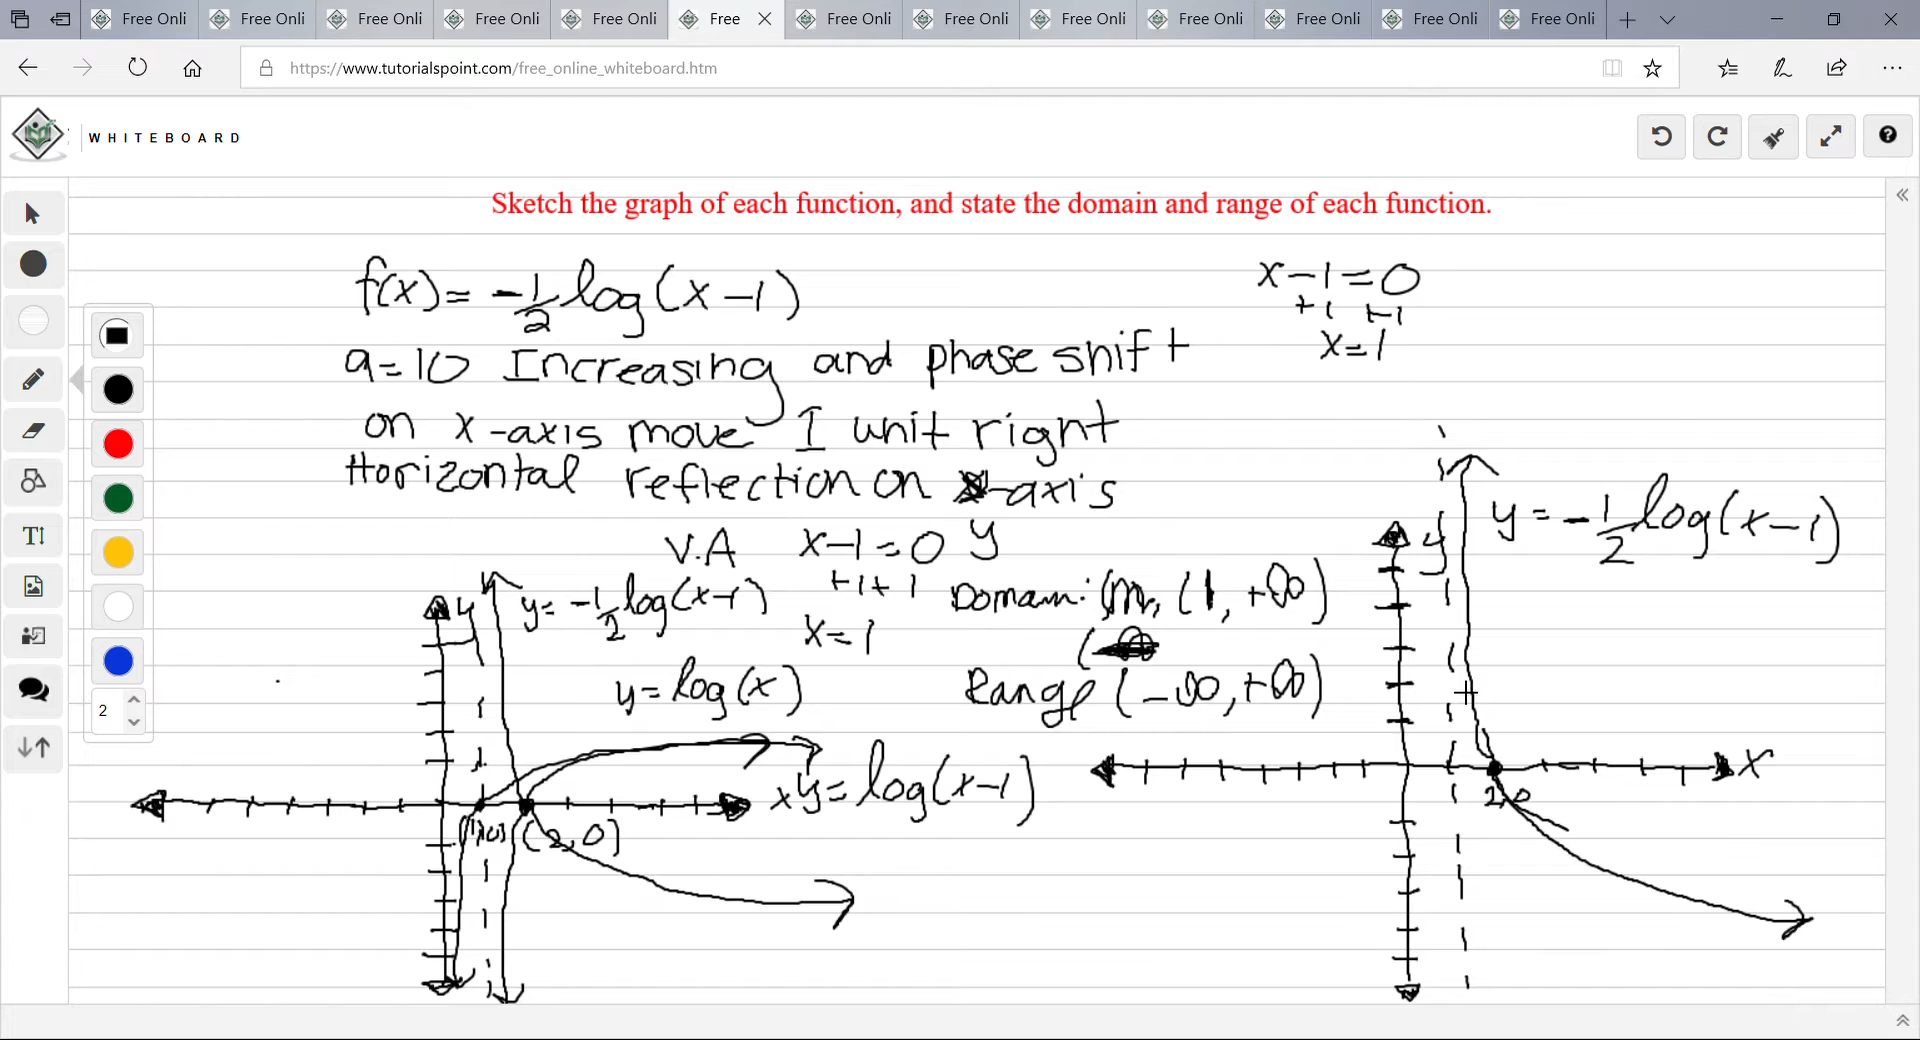 Free Onli Free Onli Free Onli Free Onli Free Onli Free Free Onli Free Onli Free Onli Free Onli Free Onli Free Onli Free Onli
https://www.tutorialspoint.com/free_online_whiteboard.htm
WHITEBOARD
Sketch the graph of each function, and state the domain and range of each function.
f(x) = -1/2 log(x-1)
x-1=0
+1 +1
x=1
a=10 Increasing and phase shift
on x-axis move 1 unit right
Horizontal reflection on -axis
y
V.A x-1=0
+1+1
x=1
Domain: (1, +∞)
Range (-∞, +∞)
y
y = -1/2 log(x-1)
y = log(x)
x
y = log(x-1)
(1,0) (2,0)
y
y = -1/2 log(x-1)
x
2,0
2
T